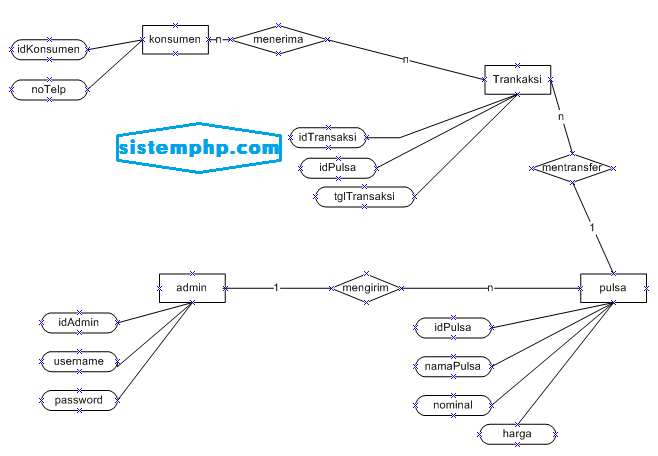 konsumen
n
menerima
n
idKonsumen
noTelp
Trankaksi
n
idTransaksi
idPulsa
tglTransaksi
sistemphp.com
mentransfer
1
admin
1
mengirim
n
pulsa
idAdmin
username
password
idPulsa
namaPulsa
nominal
harga